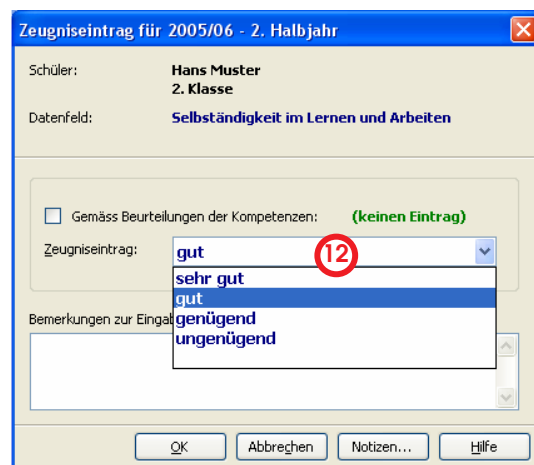 Zeugniseintrag für 2005/06 - 2. Halbjahr
Schüler: Hans Muster
2. Klasse
Datenfeld: Selbständigkeit im Lernen und Arbeiten
Gemäss Beurteilungen der Kompetenzen: (keinen Eintrag)
Zeugniseintrag: gut 12
sehr gut
gut
Bemerkungen zur Eingab genügend
ungenügend
OK Abbrechen Notizen... Hilfe